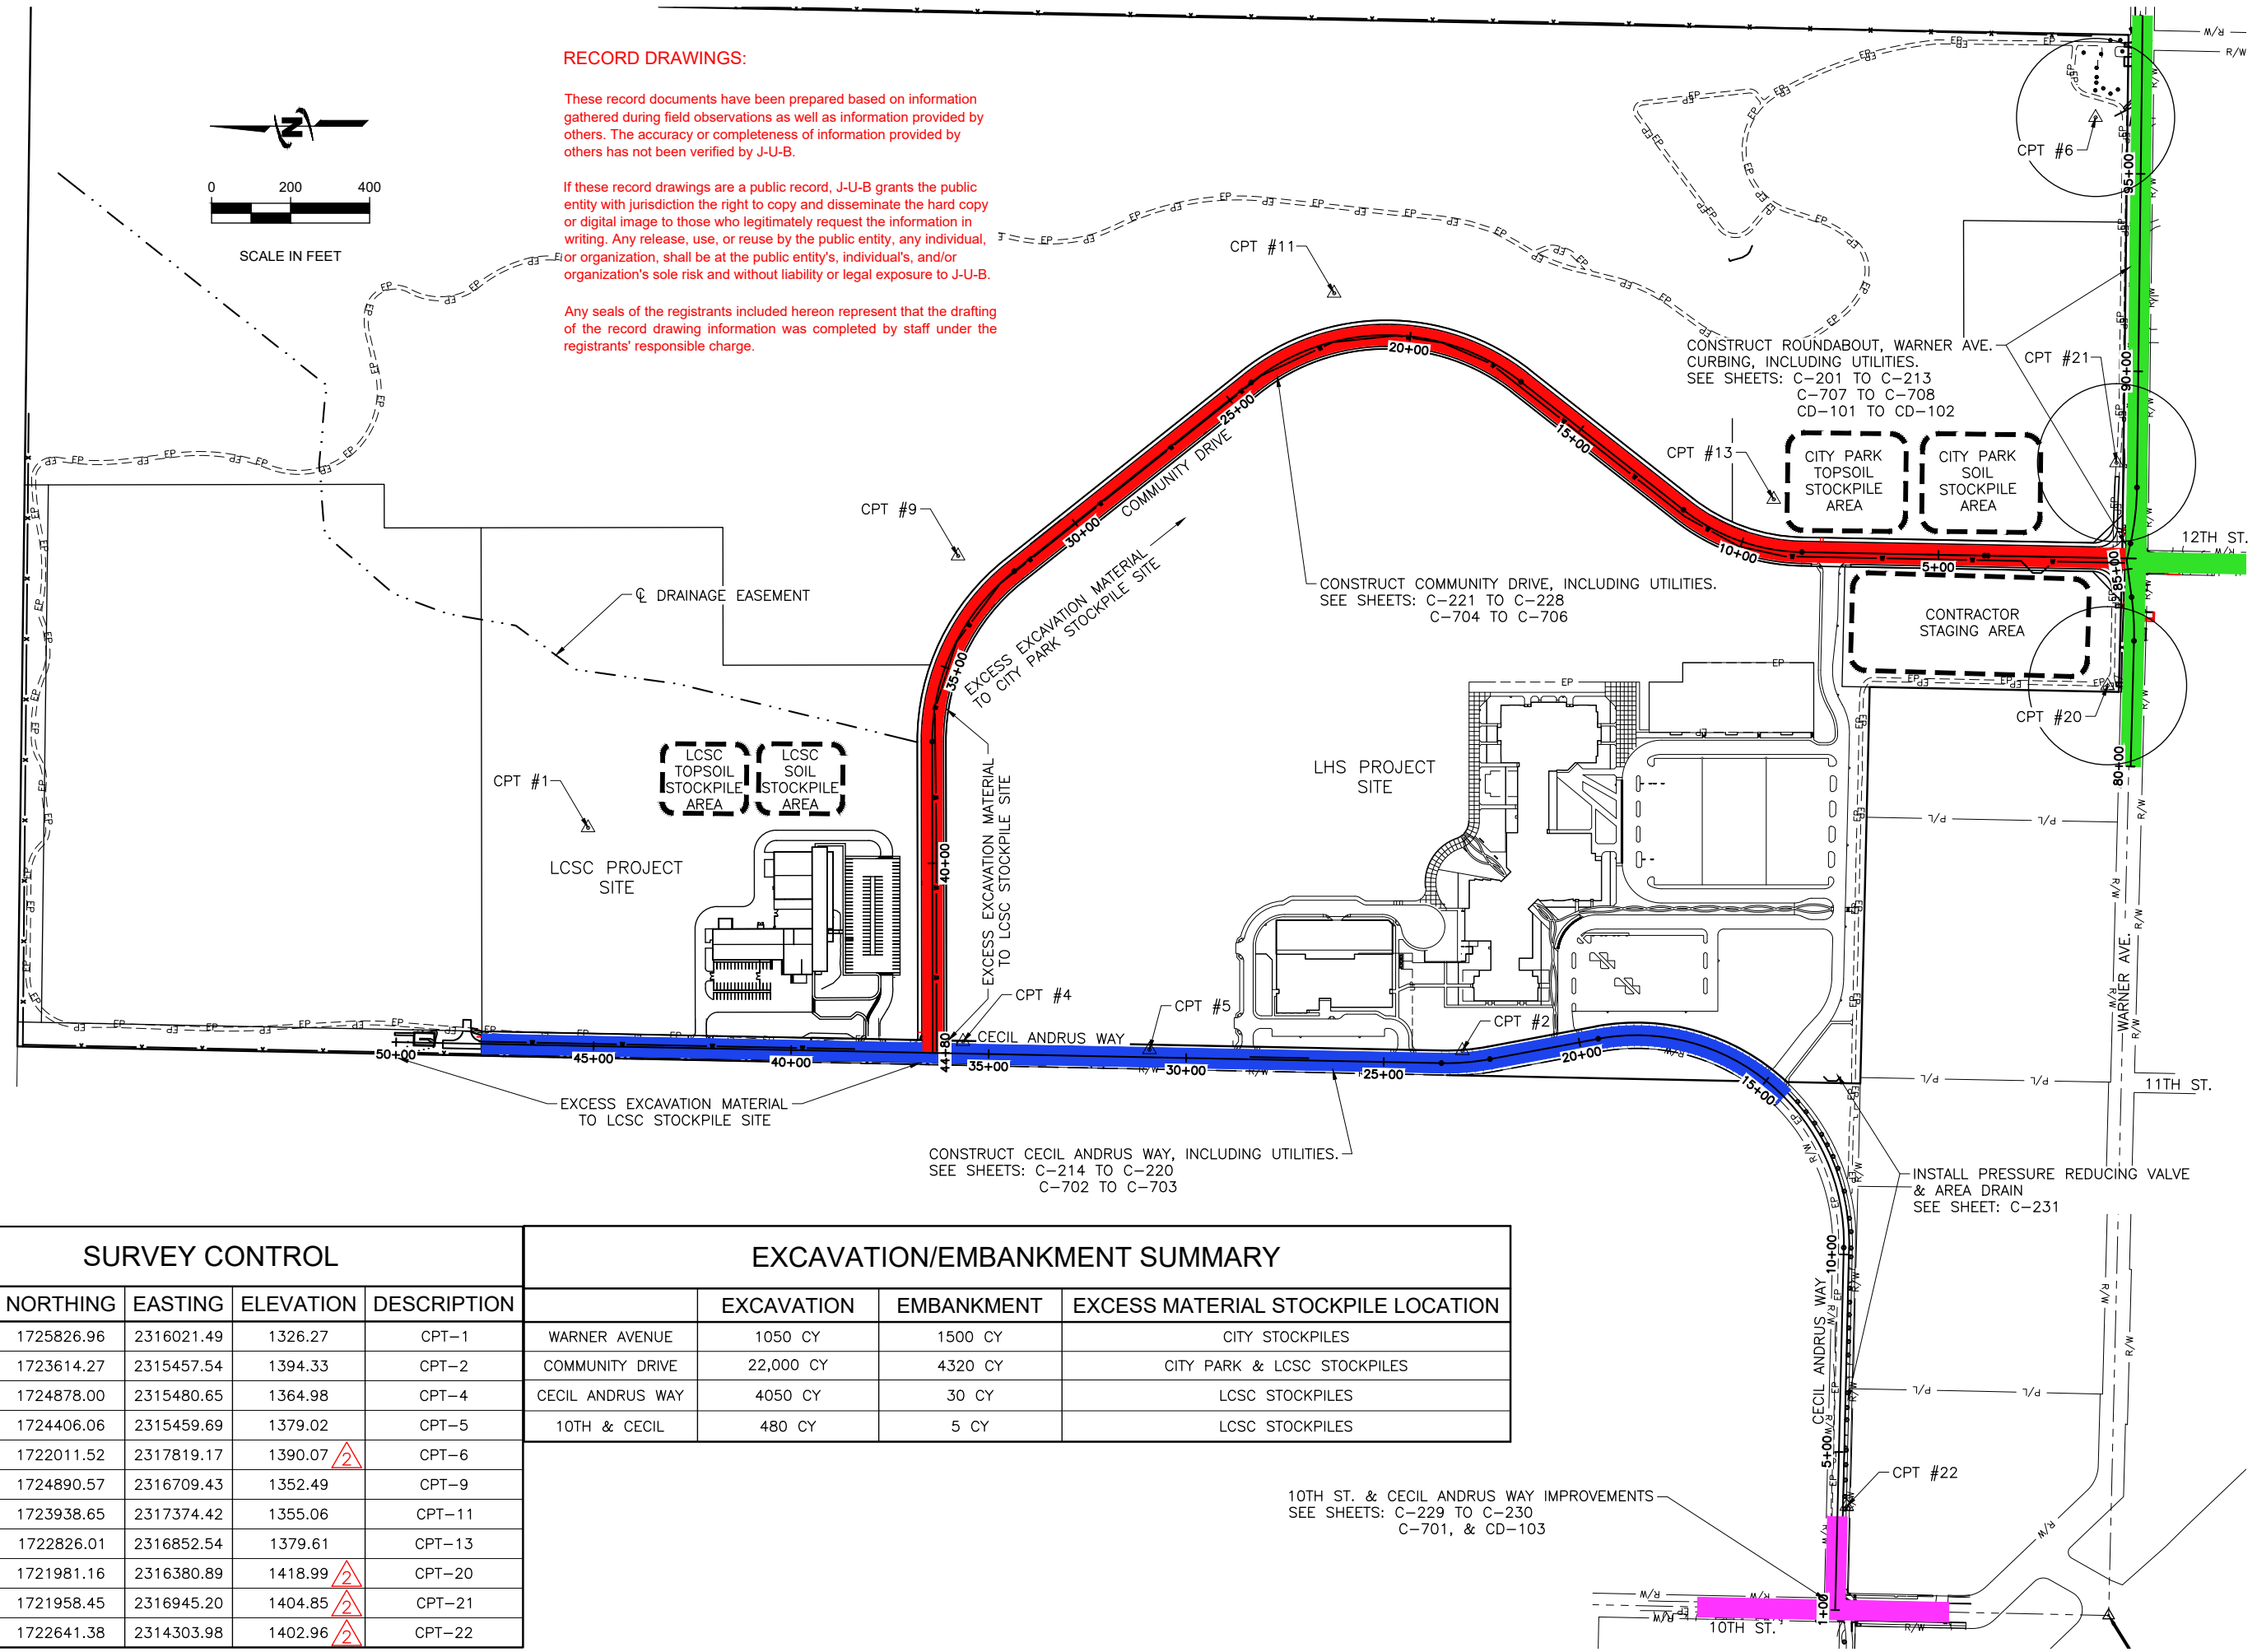 RECORD DRAWINGS:
These record documents have been prepared based on information
gathered during field observations as well as information provided by
others. The accuracy or completeness of information provided by
others has not been verified by J-U-B.
If these record drawings are a public record, J-U-B grants the public
entity with jurisdiction the right to copy and disseminate the hard copy
or digital image to those who legitimately request the information in
writing. Any release, use, or reuse by the public entity, any individual,
or organization, shall be at the public entity's, individual's, and/or
organization's sole risk and without liability or legal exposure to J-U-B.
Any seals of the registrants included hereon represent that the drafting
of the record drawing information was completed by staff under the
registrants' responsible charge.
N
0 200 400
SCALE IN FEET
CPT #6
CPT #11
CONSTRUCT ROUNDABOUT, WARNER AVE.
CURBING, INCLUDING UTILITIES.
SEE SHEETS: C-201 TO C-213
C-707 TO C-708
CD-101 TO CD-102
CPT #21
CPT #13
CITY PARK
TOPSOIL
STOCKPILE
AREA
CITY PARK
SOIL
STOCKPILE
AREA
95+00
90+00
85+00
80+00
12TH ST.
20+00
25+00
15+00
30+00
10+00
5+00
35+00
40+00
44+80
COMMUNITY DRIVE
CPT #9
℄ DRAINAGE EASEMENT
EXCESS EXCAVATION MATERIAL
TO CITY PARK STOCKPILE SITE
CONSTRUCT COMMUNITY DRIVE, INCLUDING UTILITIES.
SEE SHEETS: C-221 TO C-228
C-704 TO C-706
CONTRACTOR
STAGING AREA
CPT #20
CPT #1
LCSC
TOPSOIL
STOCKPILE
AREA
LCSC
SOIL
STOCKPILE
AREA
LCSC PROJECT
SITE
EXCESS EXCAVATION MATERIAL
TO LCSC STOCKPILE SITE
LHS PROJECT
SITE
WARNER AVE.
CPT #4
CPT #5
CPT #2
CECIL ANDRUS WAY
50+00
45+00
40+00
35+00
30+00
25+00
20+00
15+00
10+00
5+00
1+00
11TH ST.
EXCESS EXCAVATION MATERIAL
TO LCSC STOCKPILE SITE
CONSTRUCT CECIL ANDRUS WAY, INCLUDING UTILITIES.
SEE SHEETS: C-214 TO C-220
C-702 TO C-703
INSTALL PRESSURE REDUCING VALVE
& AREA DRAIN
SEE SHEET: C-231
CECIL ANDRUS WAY
CPT #22
10TH ST. & CECIL ANDRUS WAY IMPROVEMENTS
SEE SHEETS: C-229 TO C-230
C-701, & CD-103
10TH ST.
SURVEY CONTROL
NORTHING EASTING ELEVATION DESCRIPTION
1725826.96 2316021.49 1326.27 CPT-1
1723614.27 2315457.54 1394.33 CPT-2
1724878.00 2315480.65 1364.98 CPT-4
1724406.06 2315459.69 1379.02 CPT-5
1722011.52 2317819.17 1390.07 2 CPT-6
1724890.57 2316709.43 1352.49 CPT-9
1723938.65 2317374.42 1355.06 CPT-11
1722826.01 2316852.54 1379.61 CPT-13
1721981.16 2316380.89 1418.99 2 CPT-20
1721958.45 2316945.20 1404.85 2 CPT-21
1722641.38 2314303.98 1402.96 2 CPT-22
EXCAVATION/EMBANKMENT SUMMARY
EXCAVATION EMBANKMENT EXCESS MATERIAL STOCKPILE LOCATION
WARNER AVENUE 1050 CY 1500 CY CITY STOCKPILES
COMMUNITY DRIVE 22,000 CY 4320 CY CITY PARK & LCSC STOCKPILES
CECIL ANDRUS WAY 4050 CY 30 CY LCSC STOCKPILES
10TH & CECIL 480 CY 5 CY LCSC STOCKPILES